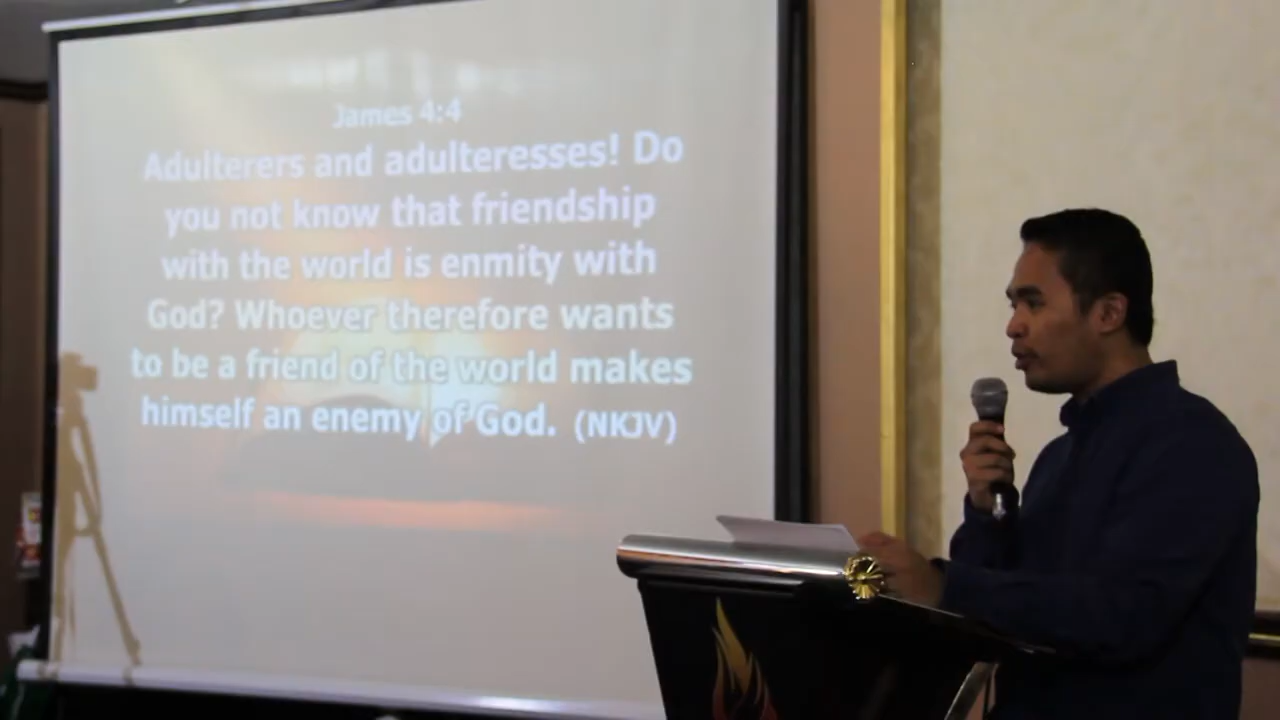 James 4:4
Adulterers and adulteresses! Do
you not know that friendship
with the world is enmity with
God? Whoever therefore wants
to be a friend of the world makes
himself an enemy of God. (NKJV)